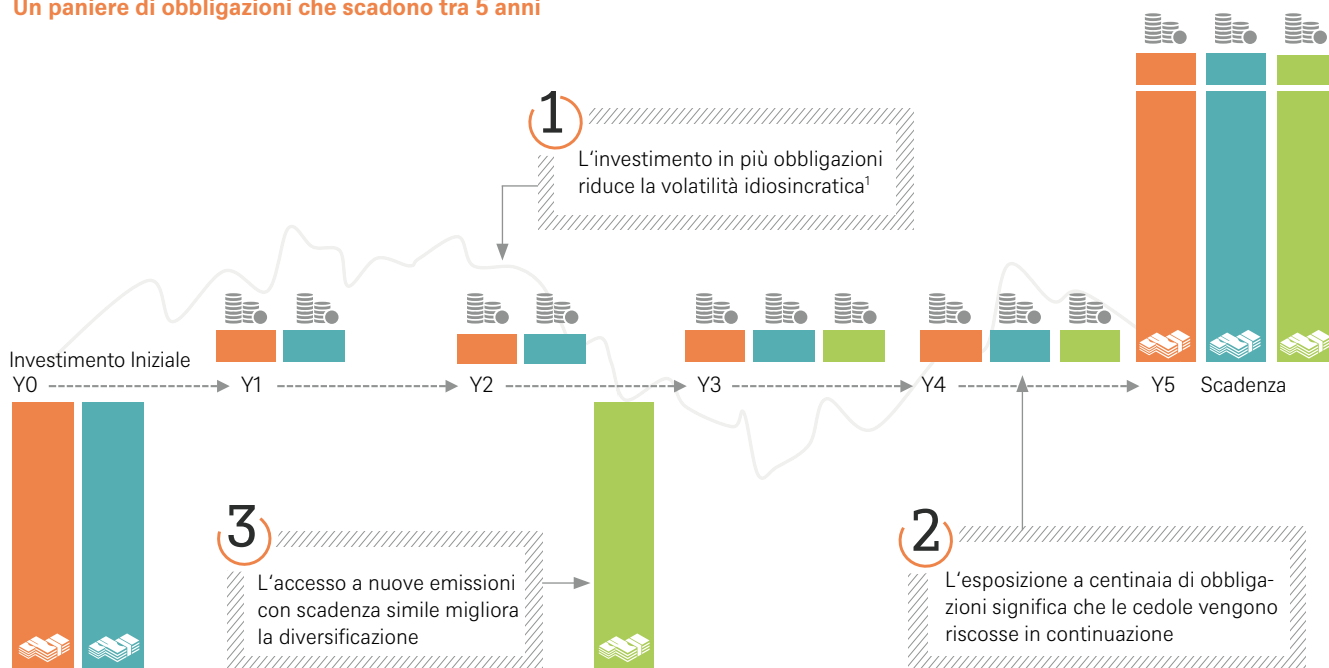 Un paniere di obbligazioni che scadono tra 5 anni
1
L'investimento in più obbligazioni
riduce la volatilità idiosincratica¹
Investimento Iniziale
Y0 Y1 Y2 Y3 Y4 Y5 Scadenza
3
L'accesso a nuove emissioni
con scadenza simile migliora
la diversificazione
2
L'esposizione a centinaia di obbliga-
zioni significa che le cedole vengono
riscosse in continuazione